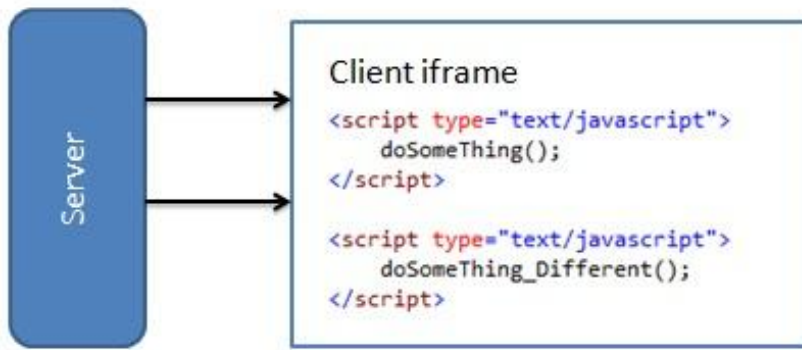 Server
Client iframe
<script type="text/javascript">
doSomeThing();
</script>
<script type="text/javascript">
doSomeThing_Different();
</script>